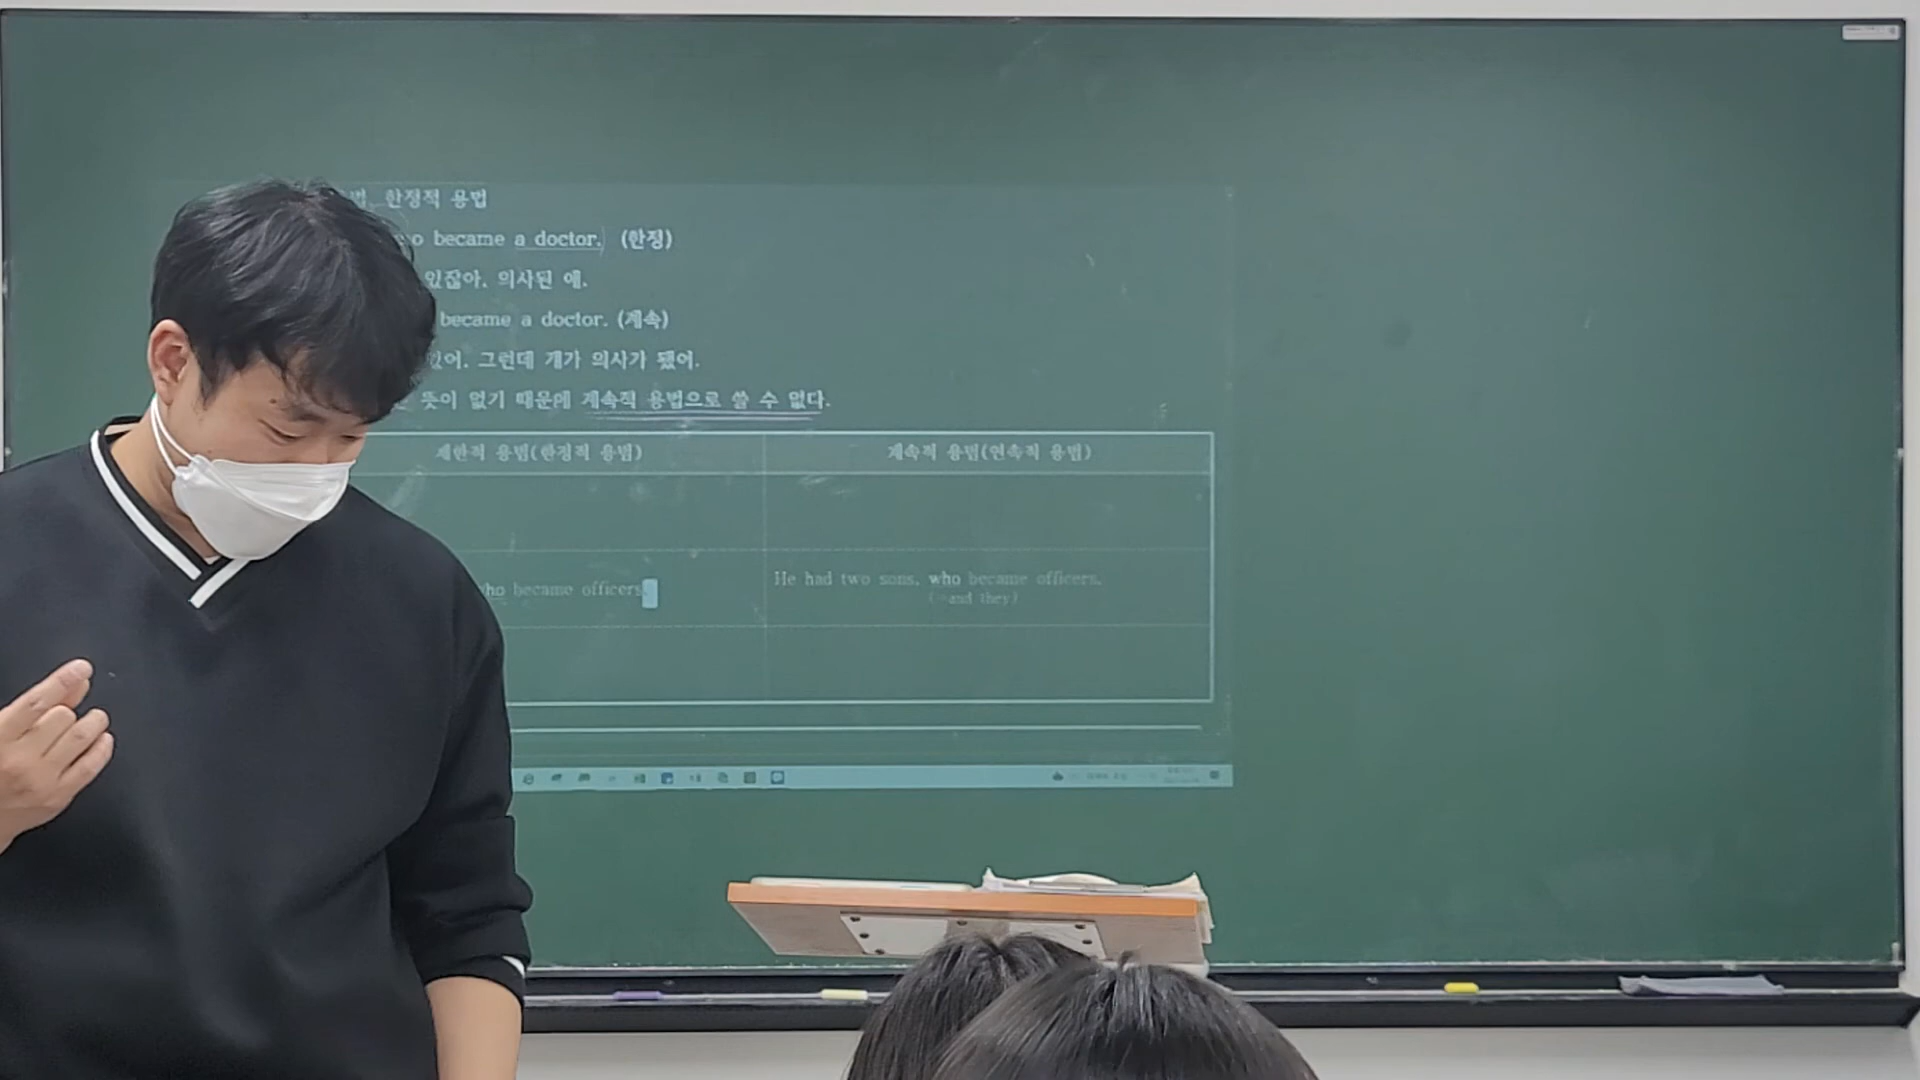 법, 한정적 용법
became a doctor. (한정)
있잖아. 의사된 애.
became a doctor. (계속)
있어. 그런데 걔가 의사가 됐어.
뜻이 없기 때문에 계속적 용법으로 쓸 수 없다.
제한적 용법(한정적 용법) 계속적 용법(연속적 용법)
who became officers. He had two sons, who became officers.
(=and they)